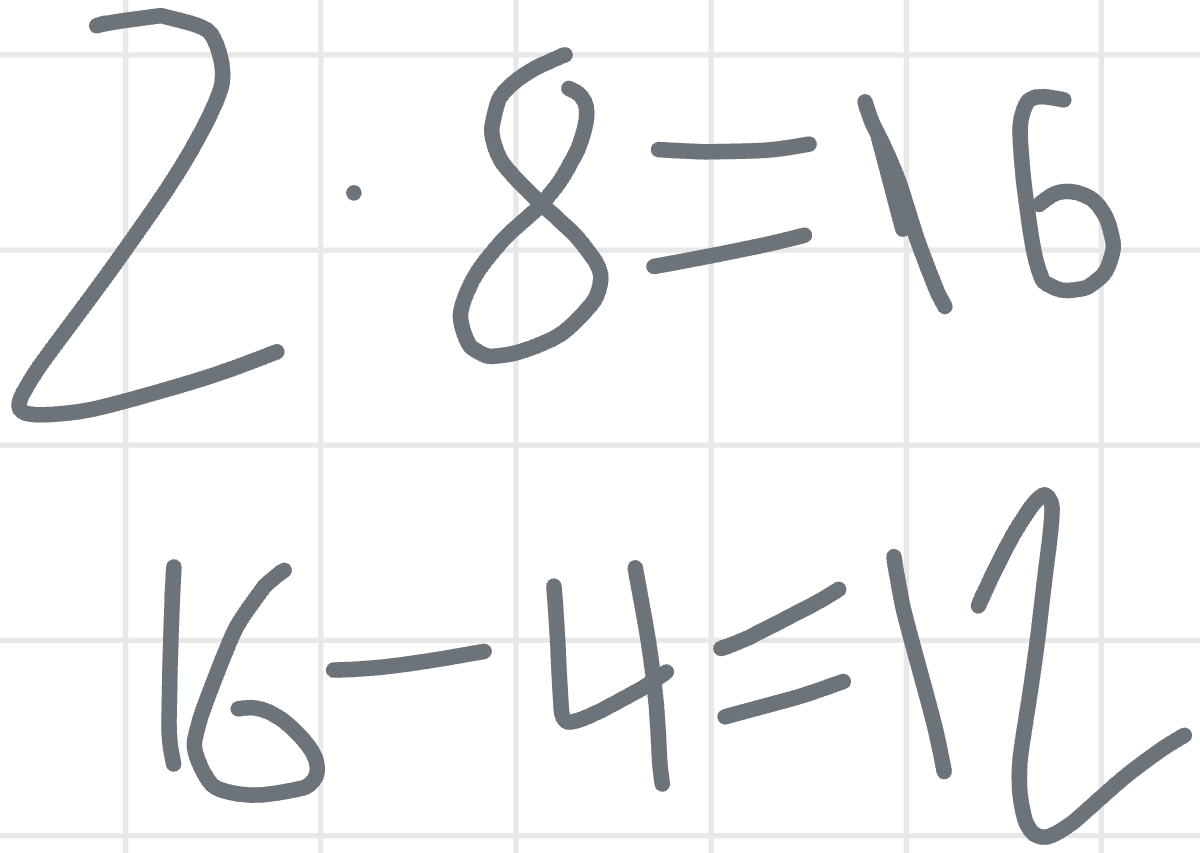 2 · 8 = 16
16 - 4 = 12